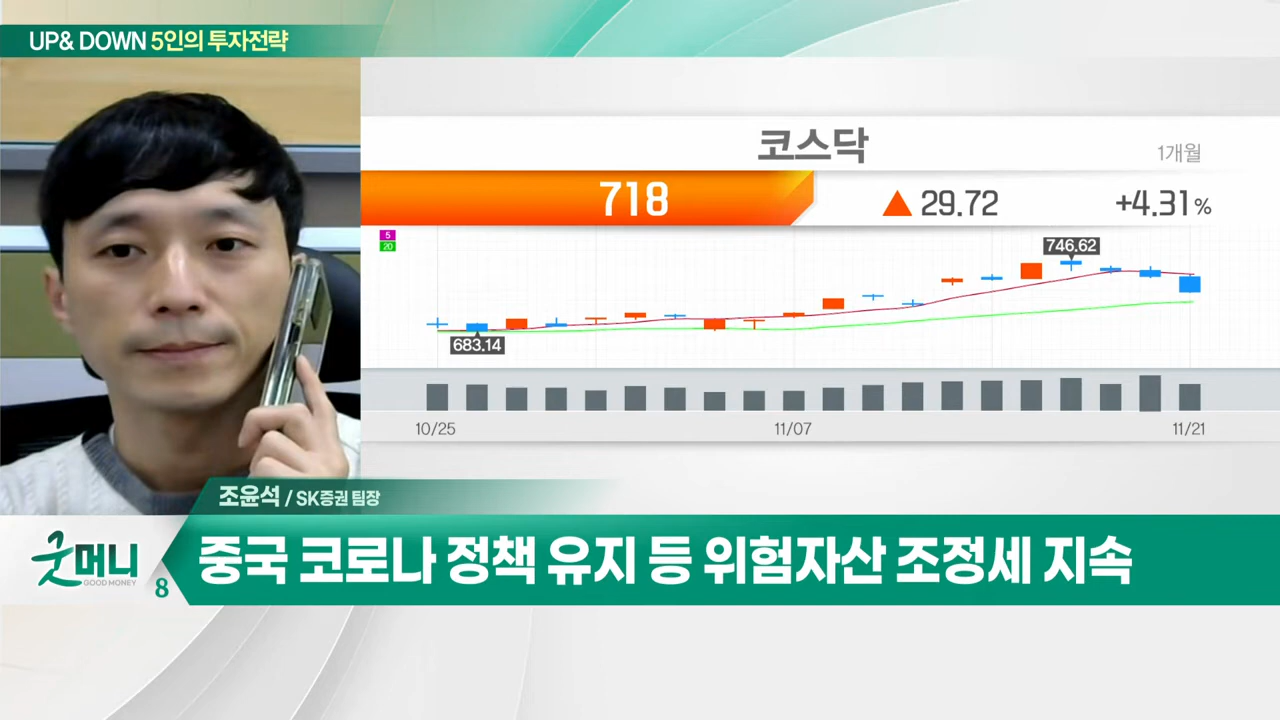 UP& DOWN 5인의 투자전략
코스닥
1개월
718
29.72
+4.31%
5
20
746.62
683.14
10/25
11/07
11/21
조윤석 / SK증권 팀장
굿머니
GOOD MONEY
8
중국 코로나 정책 유지 등 위험자산 조정세 지속